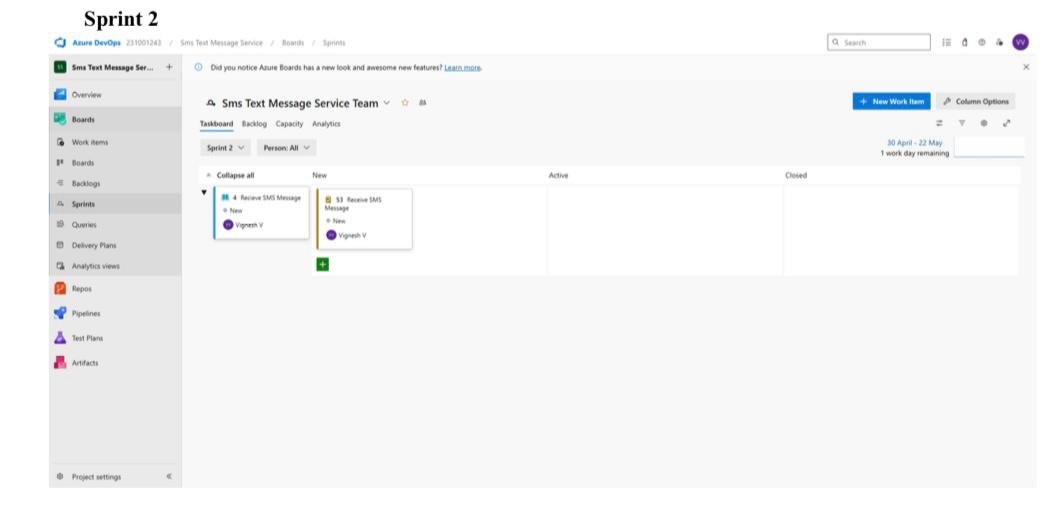 Sprint 2
Azure DevOps 231001243 / Sms Text Message Service / Boards / Sprints
Search
VV
Sms Text Message Ser... +
Did you notice Azure Boards has a new look and awesome new features? Learn more.
Overview
Boards
Work items
Boards
Backlogs
Sprints
Queries
Delivery Plans
Analytics views
Repos
Pipelines
Test Plans
Artifacts
Project settings
Sms Text Message Service Team
+ New Work Item
Column Options
Taskboard Backlog Capacity Analytics
Sprint 2
Person: All
30 April - 22 May
1 work day remaining
Collapse all New Active Closed
4 Recieve SMS Message
New
Vignesh V
53 Receive SMS
Message
New
Vignesh V